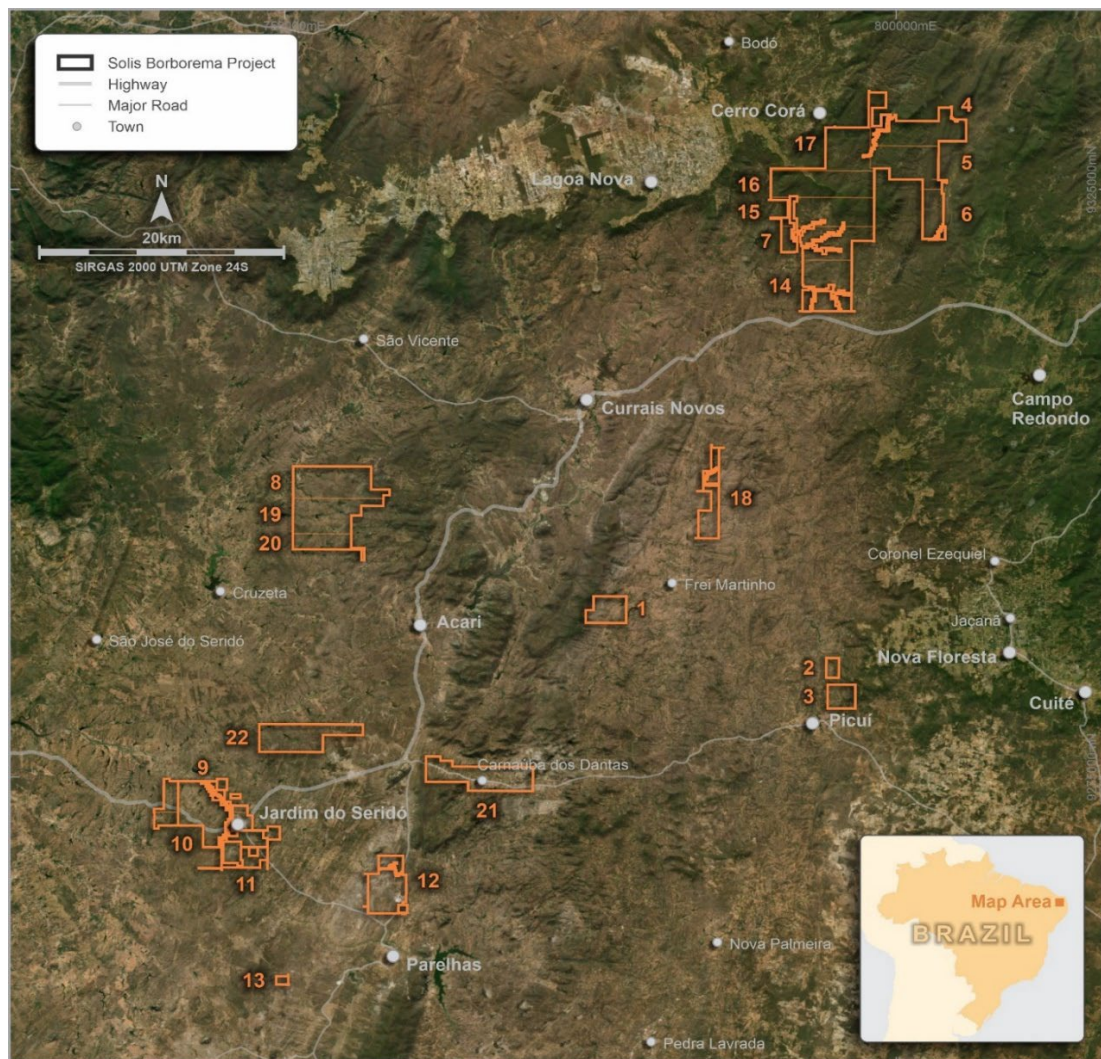 750000mE
800000mE
Solis Borborema Project
Highway
Major Road
Town
N
20km
SIRGAS 2000 UTM Zone 24S
Bodó
Cerro Corá
Lagoa Nova
4
17
5
9325000mN
16
15
6
7
14
São Vicente
Currais Novos
Campo
Redondo
8
19
20
18
Coronel Ezequiel
Cruzeta
Frei Martinho
1
Acari
São José do Seridó
Jaçanã
Nova Floresta
2
3
Cuité
Picuí
22
Carnaúba dos Dantas
21
9
Jardim do Seridó
10
11
12
Map Area
BRAZIL
Nova Palmeira
Parelhas
13
Pedra Lavrada